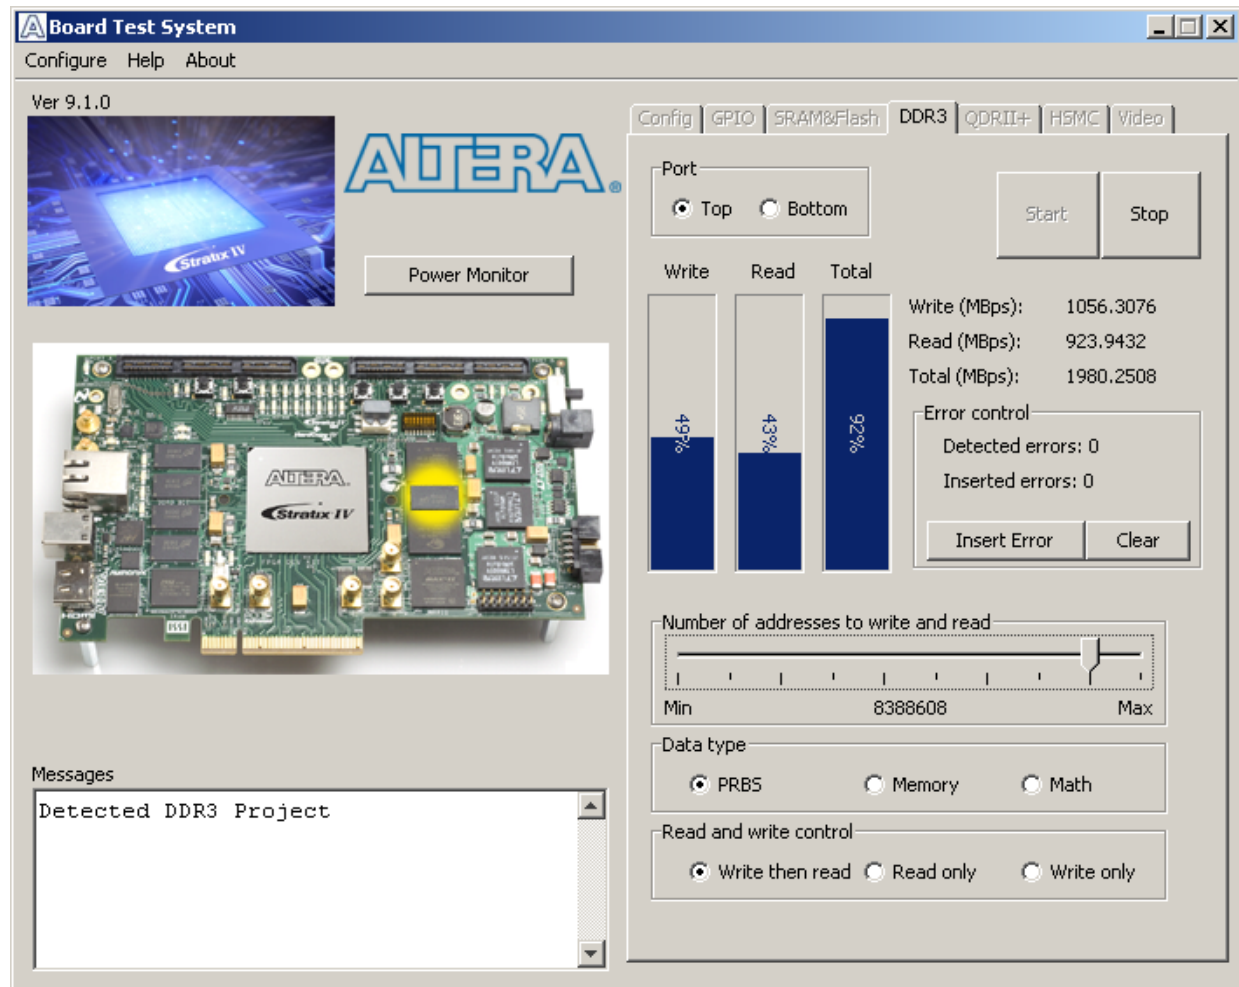 Board Test System
Configure Help About
Ver 9.1.0
Stratix IV
ALTERA®
Power Monitor
ALTERA
Stratix IV
Messages
Detected DDR3 Project
Config GPIO SRAM&Flash DDR3 QDRII+ HSMC Video
Port
Top Bottom
Start Stop
Write Read Total
49% 43% 92%
Write (MBps): 1056.3076
Read (MBps): 923.9432
Total (MBps): 1980.2508
Error control
Detected errors: 0
Inserted errors: 0
Insert Error Clear
Number of addresses to write and read
Min 8388608 Max
Data type
PRBS Memory Math
Read and write control
Write then read Read only Write only